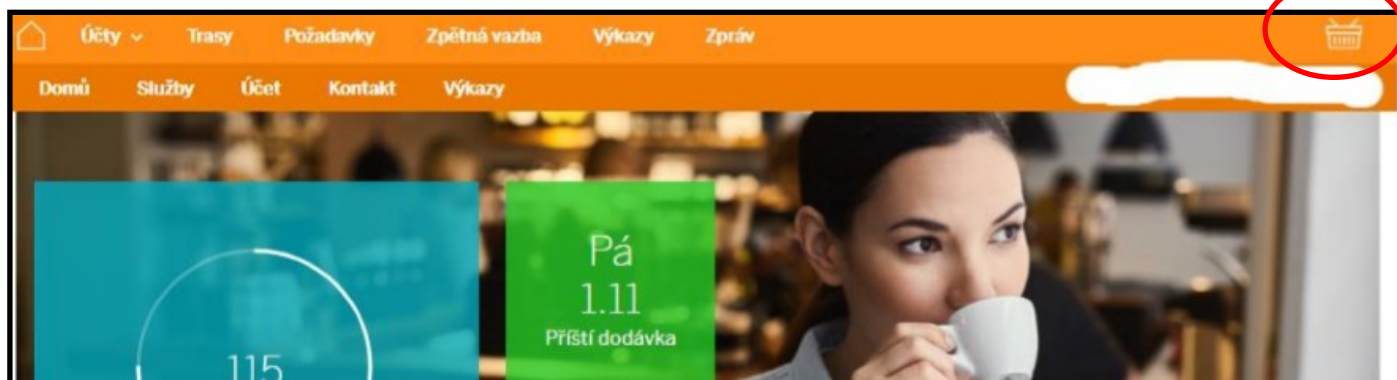 Účty Trasy Požadavky Zpětná vazba Výkazy Zpráv
Domů Služby Účet Kontakt Výkazy
Pá
1.11
Příští dodávka
115